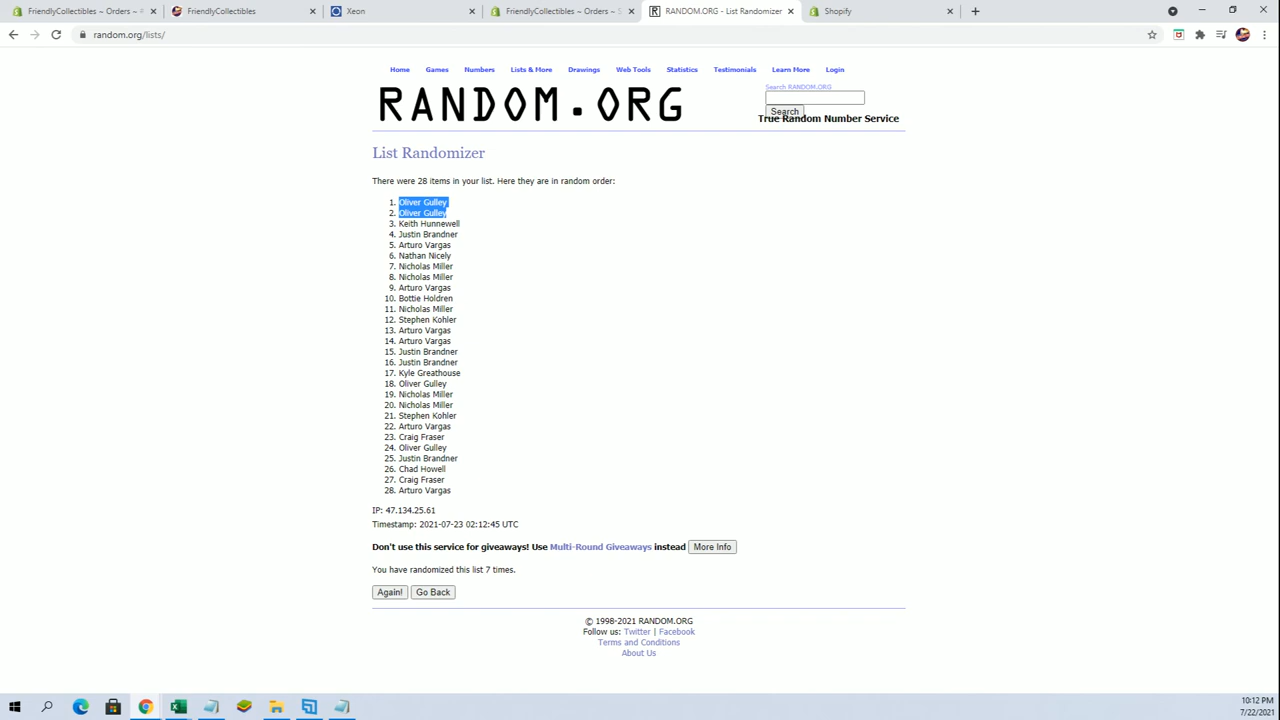 FriendlyCollectibles ~ Orders ~
FriendlyCollectibles
Xeon
FriendlyCollectibles ~ Orders ~ S
RANDOM.ORG - List Randomizer
Shopify
random.org/lists/
Home Games Numbers Lists & More Drawings Web Tools Statistics Testimonials Learn More Login
Search RANDOM.ORG
RANDOM.ORG
Search
True Random Number Service
List Randomizer
There were 28 items in your list. Here they are in random order:
1. Oliver Gulley
2. Oliver Gulley
3. Keith Hunnewell
4. Justin Brandner
5. Arturo Vargas
6. Nathan Nicely
7. Nicholas Miller
8. Nicholas Miller
9. Arturo Vargas
10. Bottie Holdren
11. Nicholas Miller
12. Stephen Kohler
13. Arturo Vargas
14. Arturo Vargas
15. Justin Brandner
16. Justin Brandner
17. Kyle Greathouse
18. Oliver Gulley
19. Nicholas Miller
20. Nicholas Miller
21. Stephen Kohler
22. Arturo Vargas
23. Craig Fraser
24. Oliver Gulley
25. Justin Brandner
26. Chad Howell
27. Craig Fraser
28. Arturo Vargas
IP: 47.134.25.61
Timestamp: 2021-07-23 02:12:45 UTC
Don't use this service for giveaways! Use Multi-Round Giveaways instead More Info
You have randomized this list 7 times.
Again! Go Back
© 1998-2021 RANDOM.ORG
Follow us: Twitter | Facebook
Terms and Conditions
About Us
10:12 PM
7/22/2021